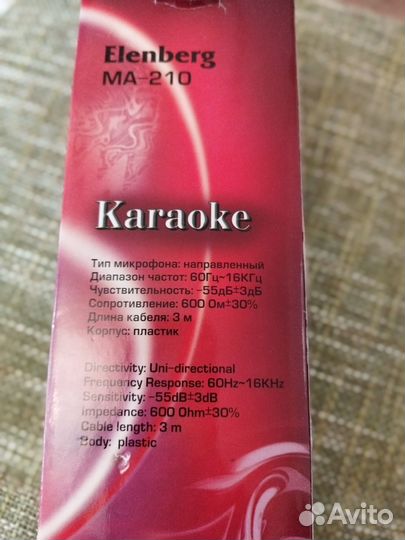 Elenberg
MA-210
Karaoke
Тип микрофона: направленный
Диапазон частот: 60Гц~16КГц
Чувствительность: -55дБ±3дБ
Сопротивление: 600 Ом±30%
Длина кабеля: 3 м
Корпус: пластик
Directivity: Uni-directional
Frequency Response: 60Hz~16KHz
Sensitivity: -55dB±3dB
Impedance: 600 Ohm±30%
Cable length: 3 m
Body: plastic
Avito